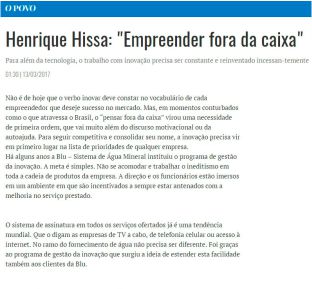 O POVO
Henrique Hissa: "Empreender fora da caixa"
Para além da tecnologia, o trabalho com inovação precisa ser constante e reinventado incessan-temente
01:30 | 13/03/2017
Não é de hoje que o verbo inovar deve constar no vocabulário de cada
empreendedor que deseje sucesso no mercado. Mas, em momentos conturbados
como o que atravessa o Brasil, o “pensar fora da caixa” virou uma necessidade
de primeira ordem, que vai muito além do discurso motivacional ou da
autoajuda. Para seguir competitiva e consolidar seu nome, a inovação precisa vir
em primeiro lugar na lista de prioridades de qualquer empresa.
Há alguns anos a Blu – Sistema de Água Mineral instituiu o programa de gestão
da inovação. A meta é simples. Não se acomodar e trabalhar o ineditismo em
toda a cadeia de produtos da empresa. A direção e os funcionários estão imersos
em um ambiente em que são incentivados a sempre estar antenados com a
melhoria no serviço prestado.
O sistema de assinatura em todos os serviços ofertados já é uma tendência
mundial. Que o digam as empresas de TV a cabo, de telefonia celular ou acesso à
internet. No ramo do fornecimento de água não precisa ser diferente. Foi graças
ao programa de gestão da inovação que surgiu a ideia de estender esta facilidade
também aos clientes da Blu.